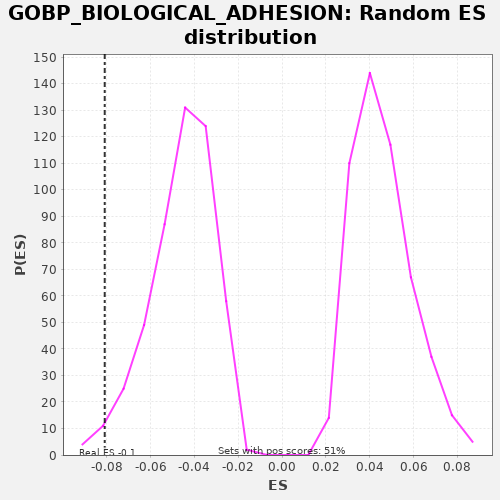 GOBP_BIOLOGICAL_ADHESION: Random ES
distribution
P(ES)
150
140
130
120
110
100
90
80
70
60
50
40
30
20
10
0
Real ES -0.1
Sets with pos scores: 51%
-0.08 -0.06 -0.04 -0.02 0.00 0.02 0.04 0.06 0.08
ES